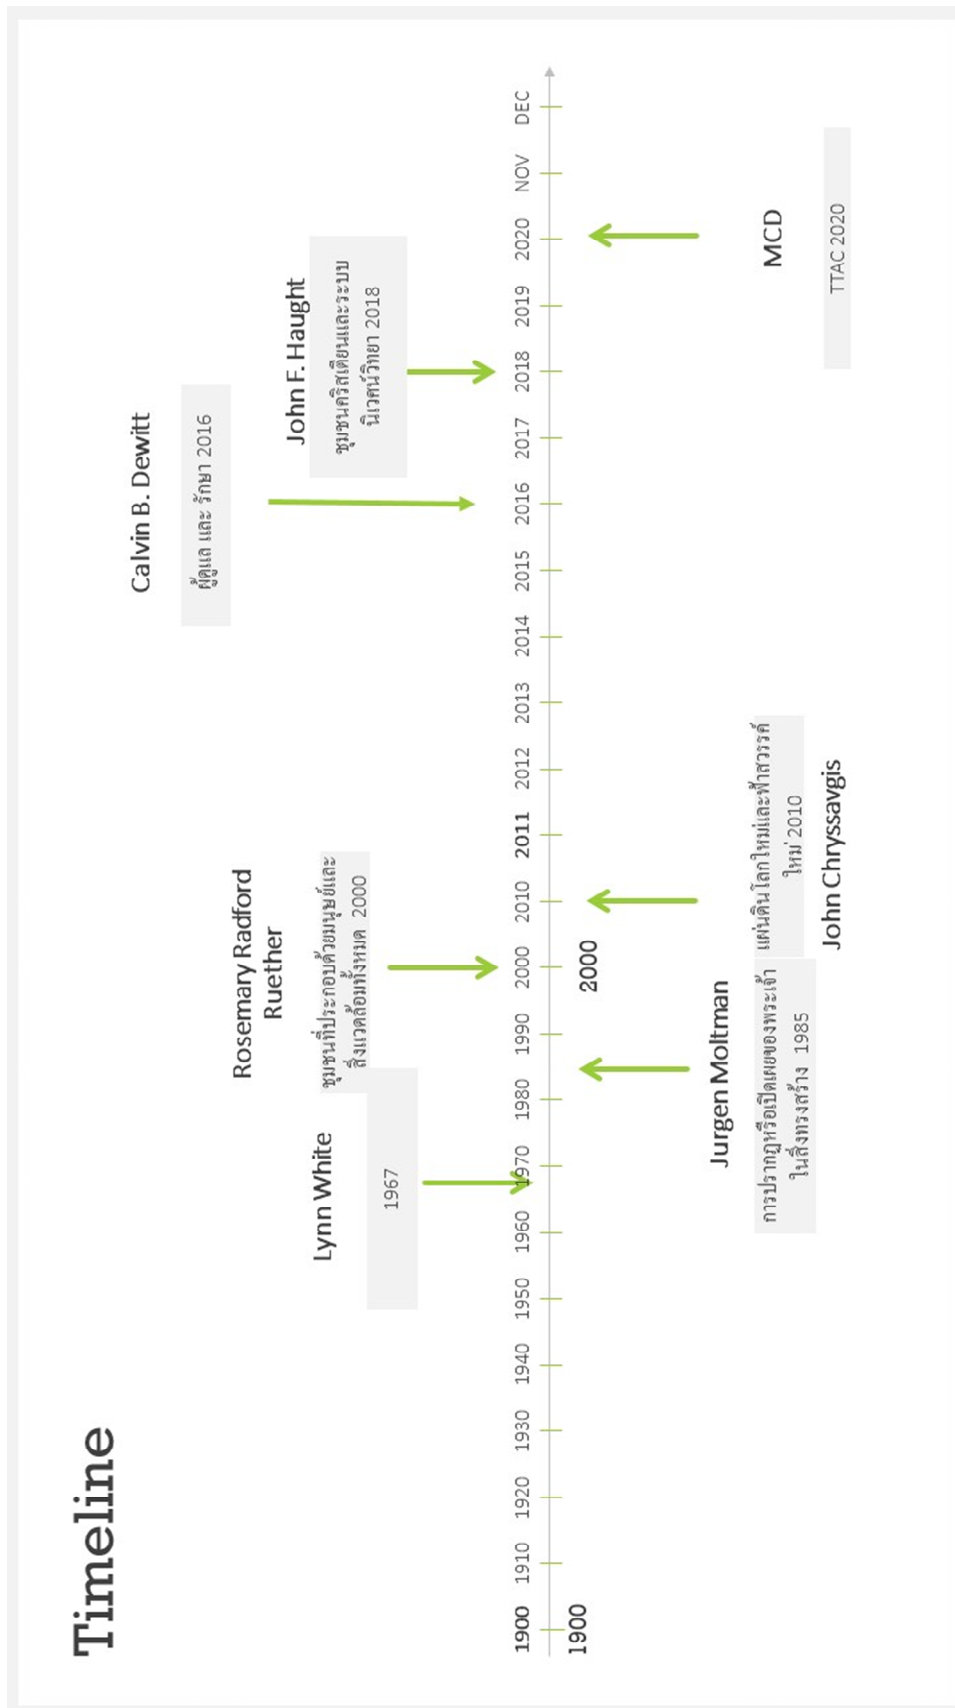 Timeline
Calvin B. Dewitt
ผู้ดูแล และ รักษา 2016
Rosemary Radford
Ruether
ชุมชนที่ประกอบด้วยมนุษย์และ
สิ่งแวดล้อมทั้งหมด 2000
John F. Haught
ชุมชนคริสเตียนและระบบ
นิเวศน์วิทยา 2018
Lynn White
1967
1900 1910 1920 1930 1940 1950 1960 1970 1980 1990 2000 2010 2011 2012 2013 2014 2015 2016 2017 2018 2019 2020 NOV DEC
1900 2000
Jurgen Moltman
การปรากฏหรือเปิดเผยของพระเจ้า
ในสิ่งทรงสร้าง 1985
แผ่นดินโลกใหม่และฟ้าสวรรค์
ใหม่ 2010
John Chryssavgis
MCD
TTAC 2020